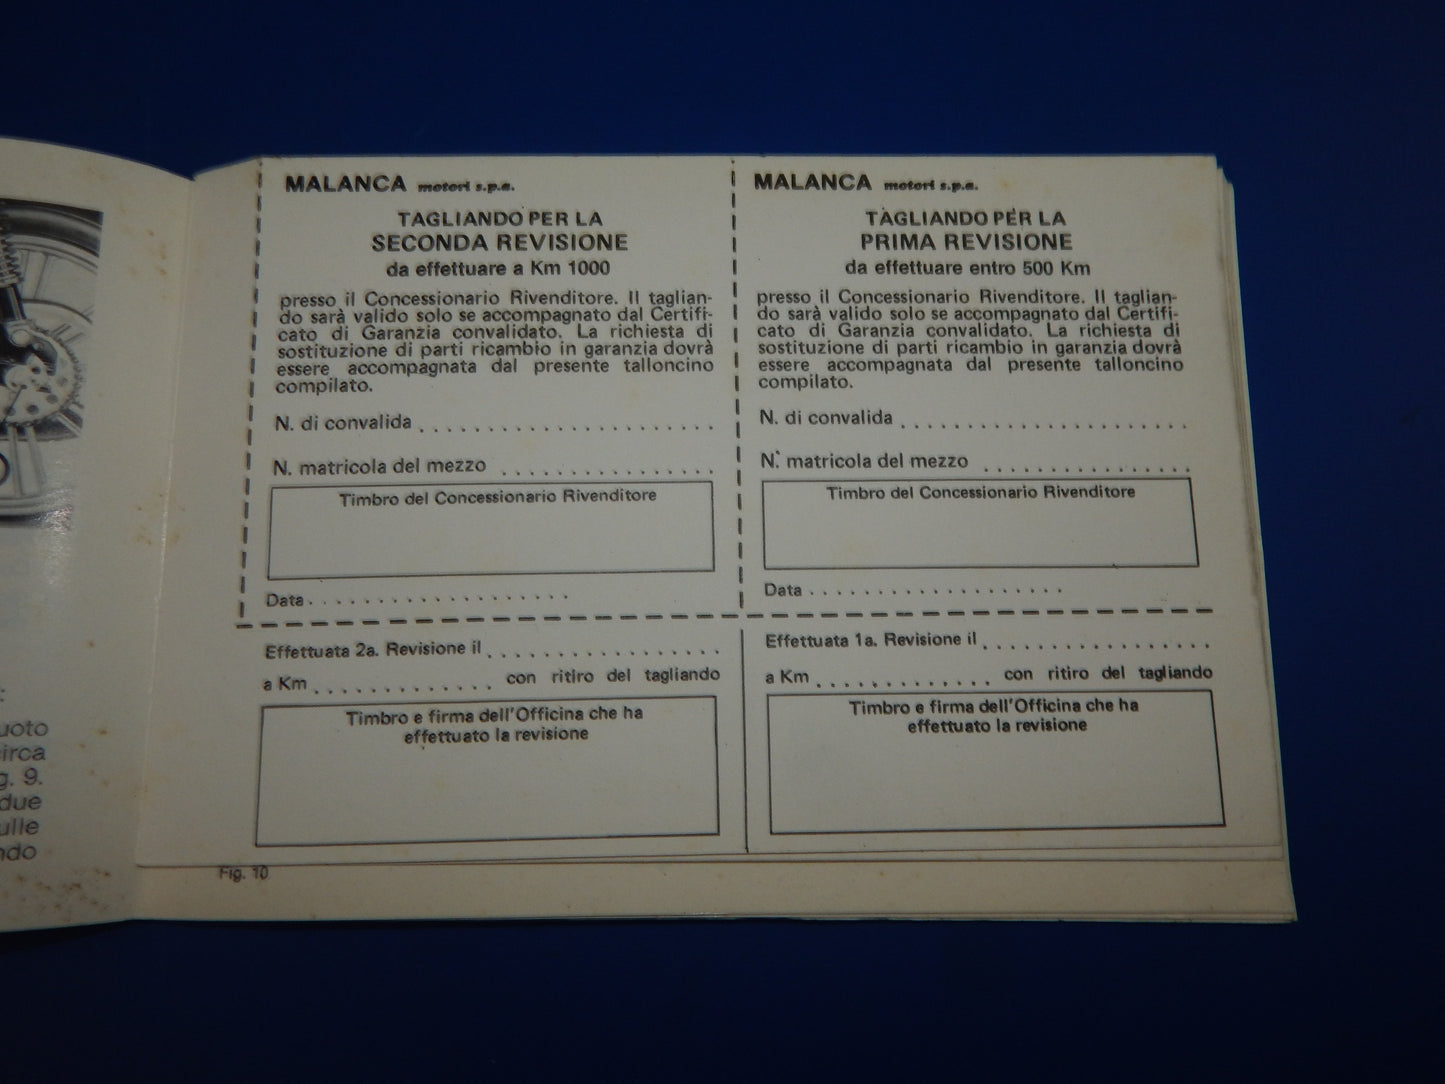 MALANCA motori s.p.a.
TAGLIANDO PER LA
SECONDA REVISIONE
da effettuare a Km 1000
presso il Concessionario Rivenditore. Il taglian-
do sarà valido solo se accompagnato dal Certifi-
cato di Garanzia convalidato. La richiesta di
sostituzione di parti ricambio in garanzia dovrà
essere accompagnata dal presente talloncino
compilato.
N. di convalida
N. matricola del mezzo
Timbro del Concessionario Rivenditore
Data
Effettuata 2a. Revisione il
a Km con ritiro del tagliando
Timbro e firma dell'Officina che ha
effettuato la revisione
MALANCA motori s.p.a.
TAGLIANDO PER LA
PRIMA REVISIONE
da effettuare entro 500 Km
presso il Concessionario Rivenditore. Il taglian-
do sarà valido solo se accompagnato dal Certifi-
cato di Garanzia convalidato. La richiesta di
sostituzione di parti ricambio in garanzia dovrà
essere accompagnata dal presente talloncino
compilato.
N. di convalida
N. matricola del mezzo
Timbro del Concessionario Rivenditore
Data
Effettuata 1a. Revisione il
a Km con ritiro del tagliando
Timbro e firma dell'Officina che ha
effettuato la revisione
Fig. 10
9.
due